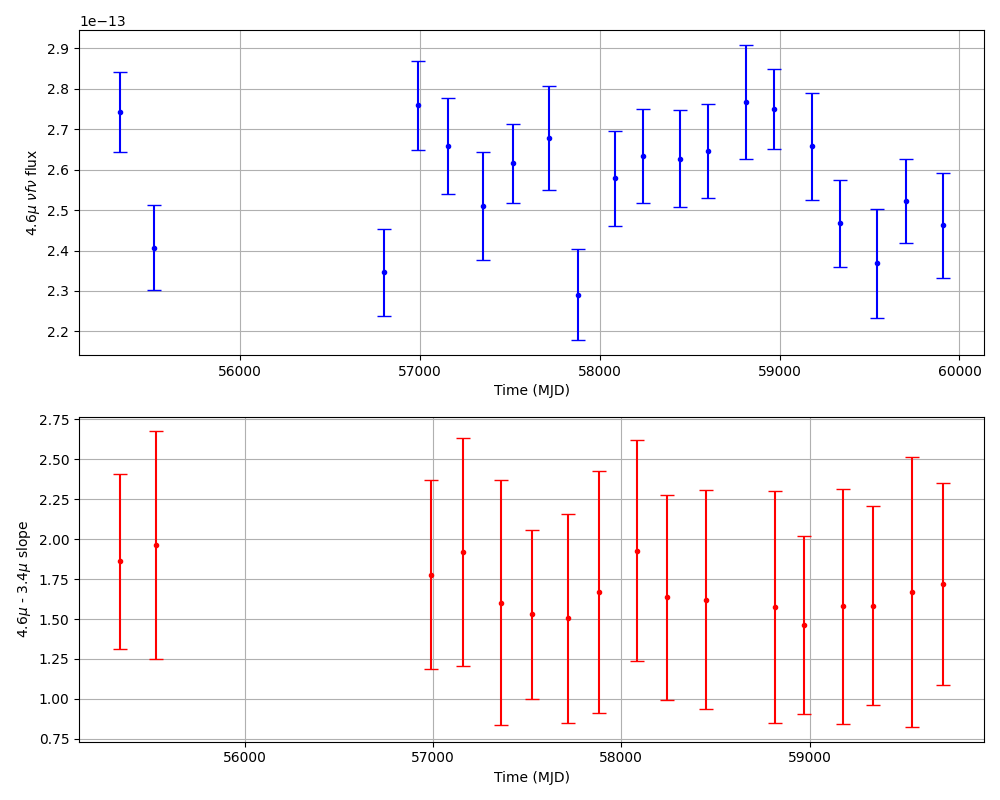 1e−13
2.9
2.8
2.7
2.6
2.5
2.4
2.3
2.2
4.6μ νfν flux
56000 57000 58000 59000 60000
Time (MJD)
2.75
2.50
2.25
2.00
1.75
1.50
1.25
1.00
0.75
4.6μ - 3.4μ slope
56000 57000 58000 59000
Time (MJD)